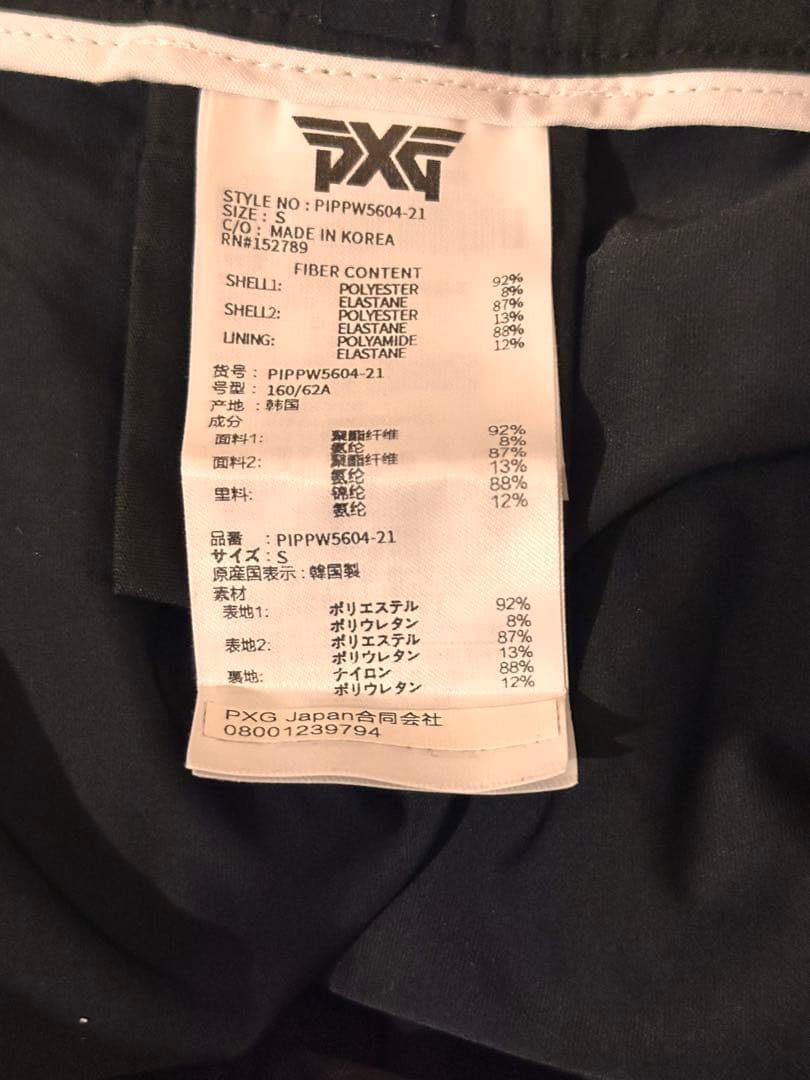 PXG
STYLE NO : PIPPW5604-21
SIZE : S
C/O : MADE IN KOREA
RN#152789
FIBER CONTENT
SHELL1: POLYESTER 92%
ELASTANE 8%
SHELL2: POLYESTER 87%
ELASTANE 13%
LINING: POLYAMIDE 88%
ELASTANE 12%
货号 : PIPPW5604-21
号型 : 160/62A
产地 : 韩国
成分
面料1: 聚酯纤维 92%
氨纶 8%
面料2: 聚酯纤维 87%
氨纶 13%
里料: 锦纶 88%
氨纶 12%
品番 : PIPPW5604-21
サイズ : S
原産国表示 : 韓国製
素材
表地1: ポリエステル 92%
ポリウレタン 8%
表地2: ポリエステル 87%
ポリウレタン 13%
裏地: ナイロン 88%
ポリウレタン 12%
PXG Japan合同会社
08001239794